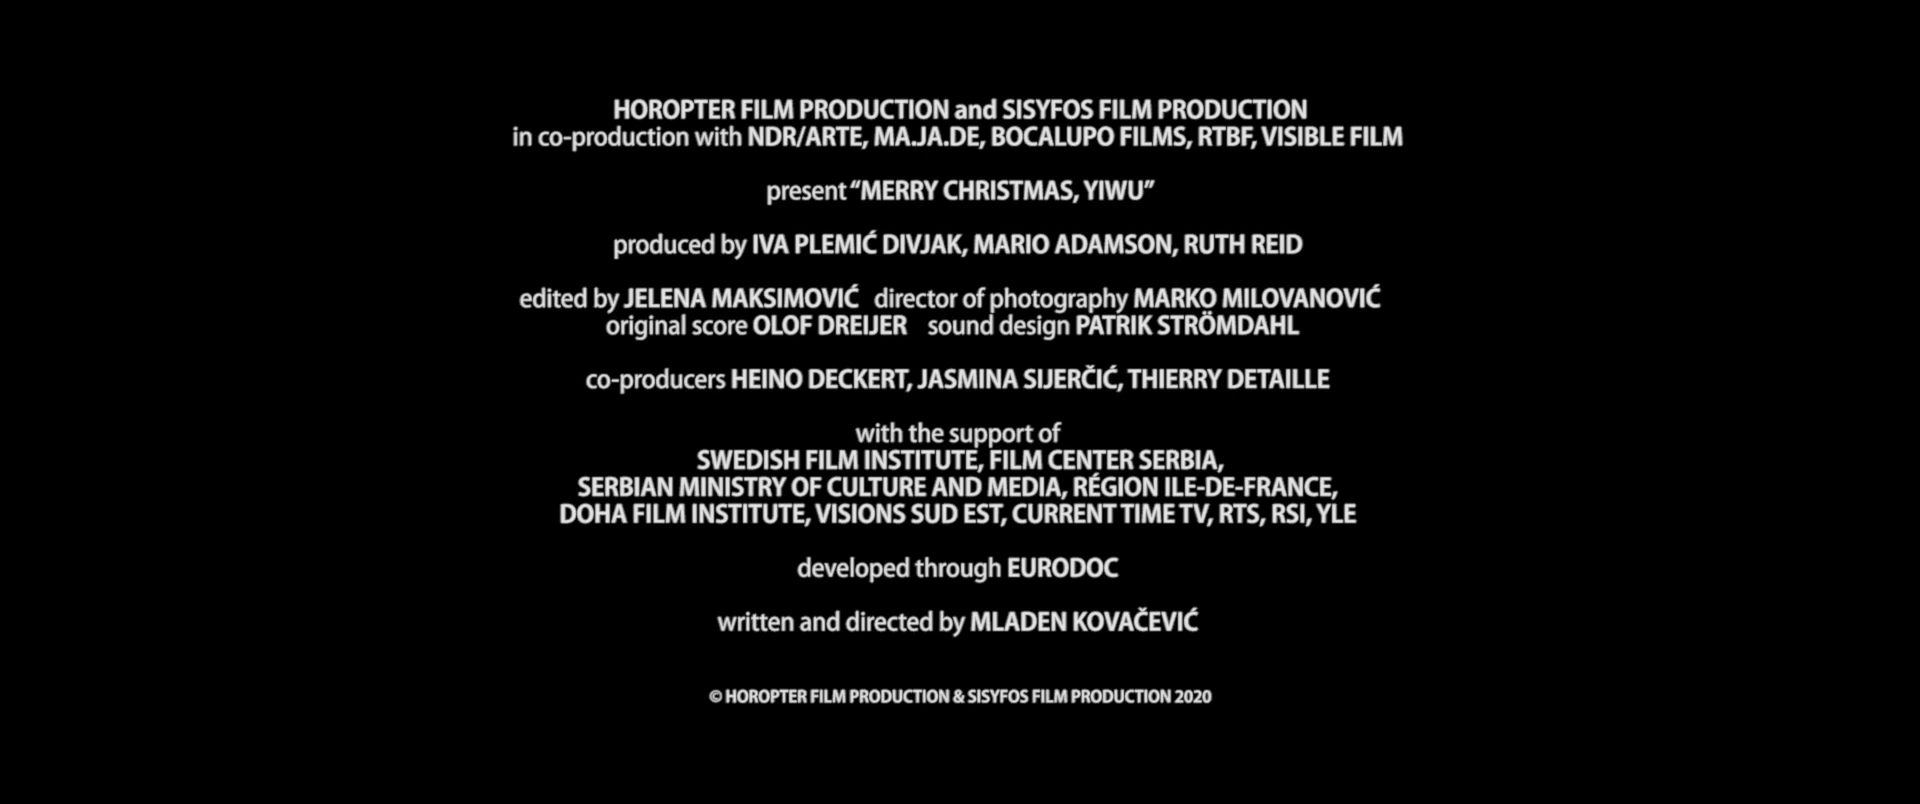 HOROPTER FILM PRODUCTION and SISYFOS FILM PRODUCTION
in co-production with NDR/ARTE, MA.JA.DE, BOCALUPO FILMS, RTBF, VISIBLE FILM
present “MERRY CHRISTMAS, YIWU”
produced by IVA PLEMIĆ DIVJAK, MARIO ADAMSON, RUTH REID
edited by JELENA MAKSIMOVIĆ director of photography MARKO MILOVANOVIĆ
original score OLOF DREIJER sound design PATRIK STRÖMDAHL
co-producers HEINO DECKERT, JASMINA SIJERČIĆ, THIERRY DETAILLE
with the support of
SWEDISH FILM INSTITUTE, FILM CENTER SERBIA,
SERBIAN MINISTRY OF CULTURE AND MEDIA, RÉGION ILE-DE-FRANCE,
DOHA FILM INSTITUTE, VISIONS SUD EST, CURRENT TIME TV, RTS, RSI, YLE
developed through EURODOC
written and directed by MLADEN KOVAČEVIĆ
© HOROPTER FILM PRODUCTION & SISYFOS FILM PRODUCTION 2020